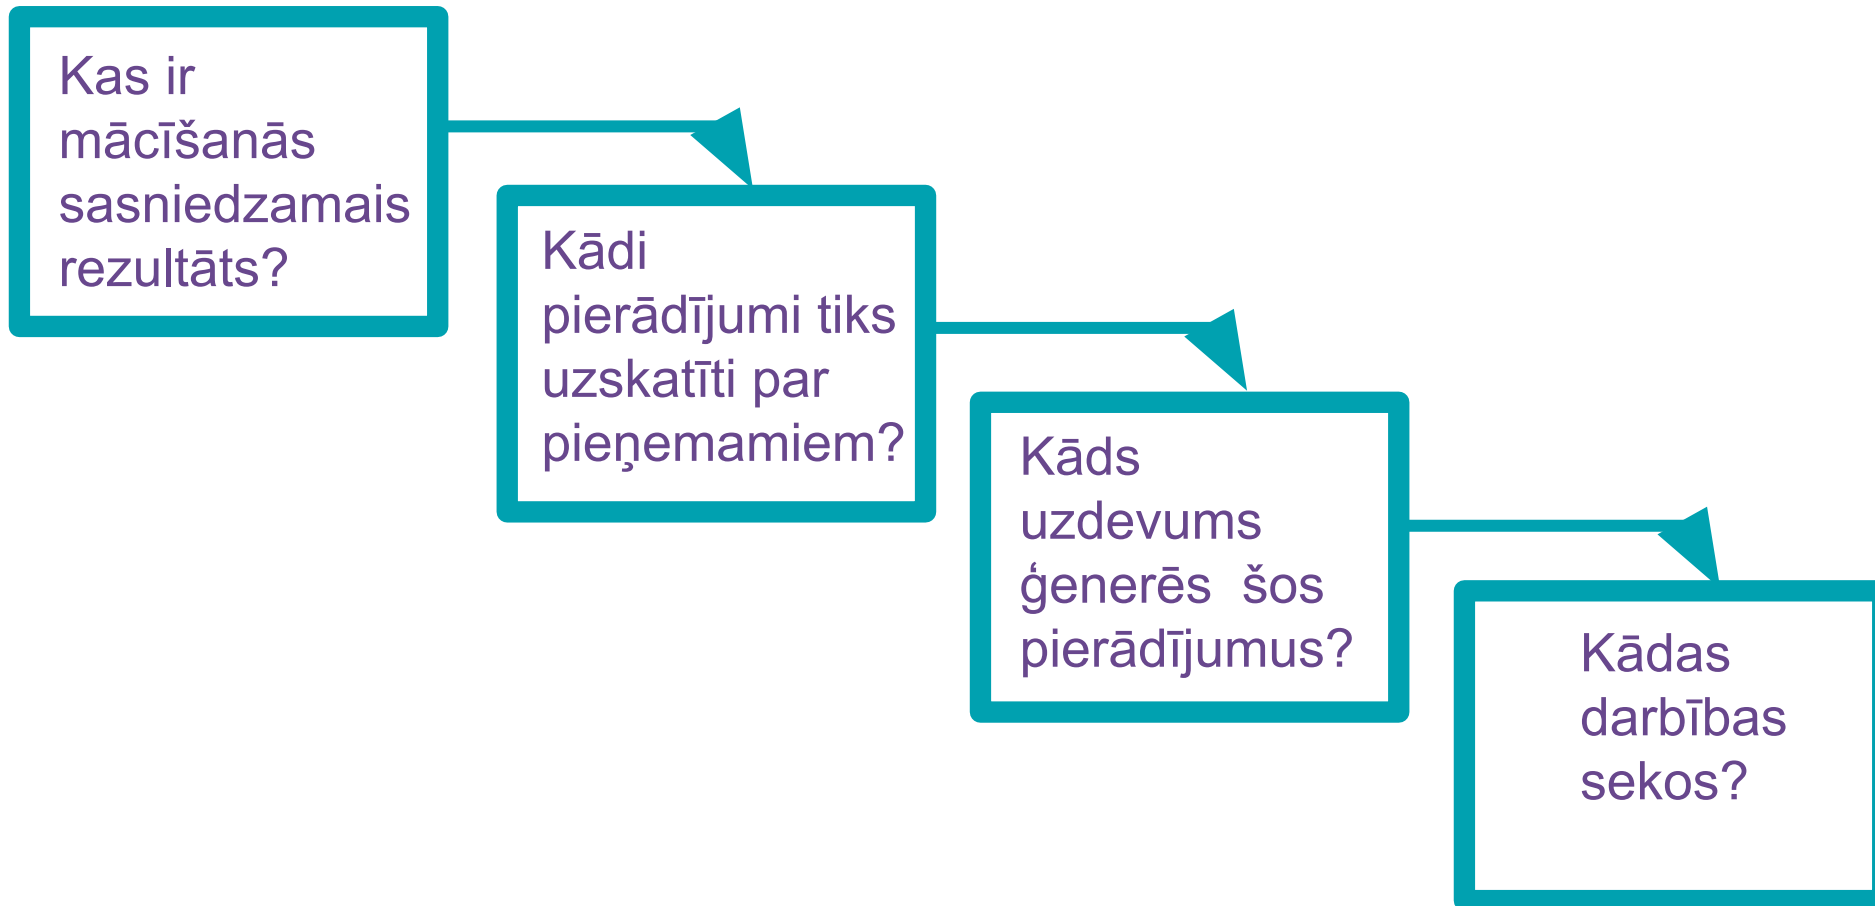 Kas ir
mācīšanās
sasniedzamais
rezultāts?
Kādi
pierādījumi tiks
uzskatīti par
pieņemamiem?
Kāds
uzdevums
ģenerēs  šos
pierādījumus?
Kādas
darbības
sekos?